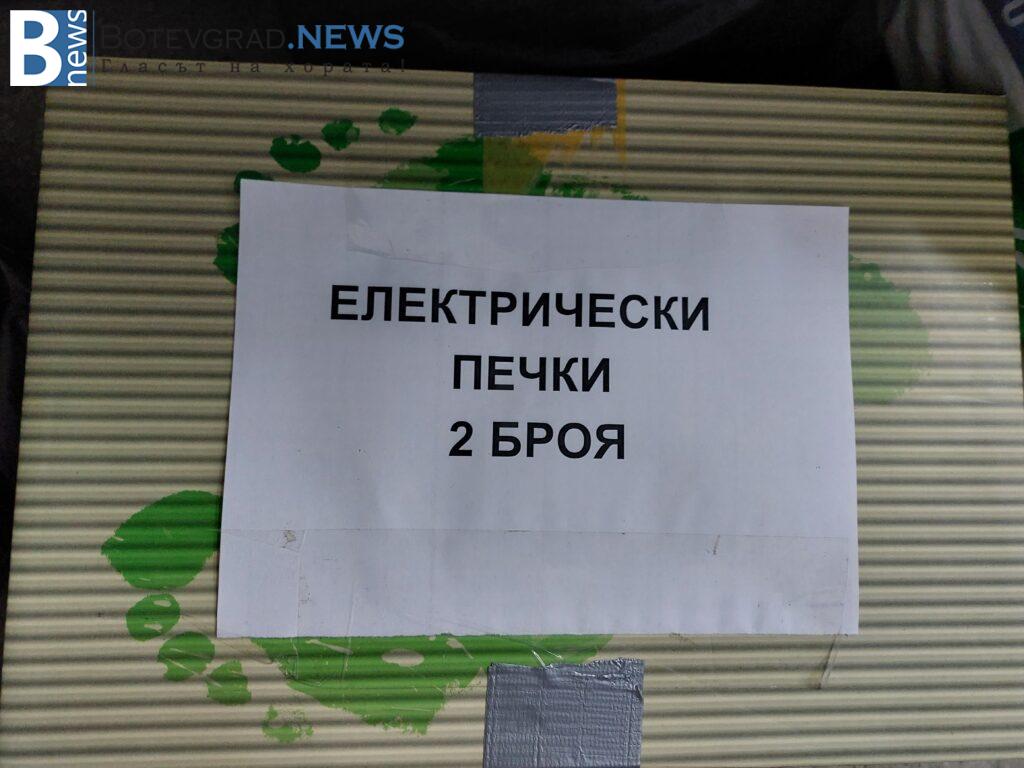 B news
BOTEVGRAD.NEWS
Гласът на хората!
ЕЛЕКТРИЧЕСКИ
ПЕЧКИ
2 БРОЯ